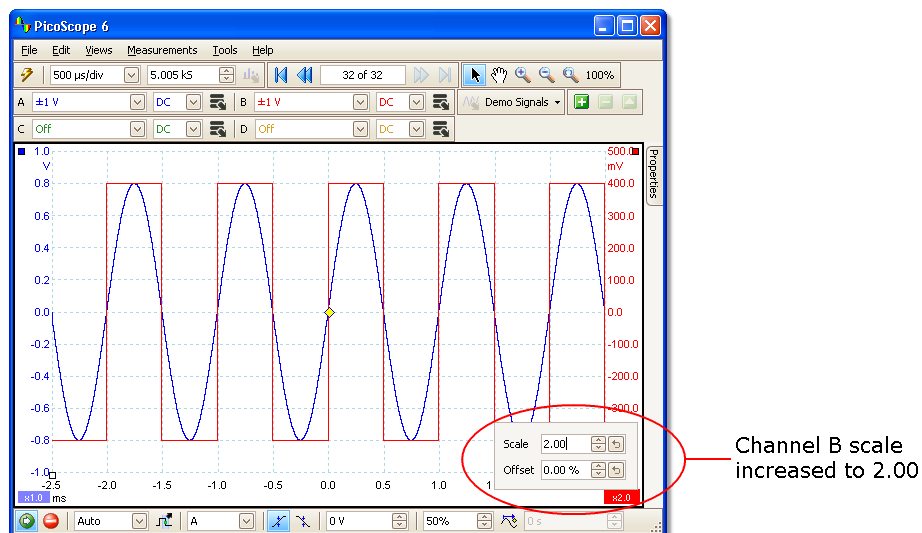 PicoScope 6
File Edit Views Measurements Tools Help
500 µs/div 5.005 kS 32 of 32 100%
A ±1 V DC B ±1 V DC Demo Signals
C Off DC D Off DC
1.0 500.0
V mV
0.8 400.0
0.6 300.0
0.4 200.0
0.2 100.0
0.0 0.0
-0.2 -100.0
-0.4 -200.0
-0.6 -300.0
-0.8
-1.0
Properties
Scale 2.00
Offset 0.00 %
Channel B scale
increased to 2.00
-2.5 -2.0 -1.5 -1.0 -0.5 0.0 0.5 1.0
x1.0 ms x2.0
Auto A 0 V 50% 0 s